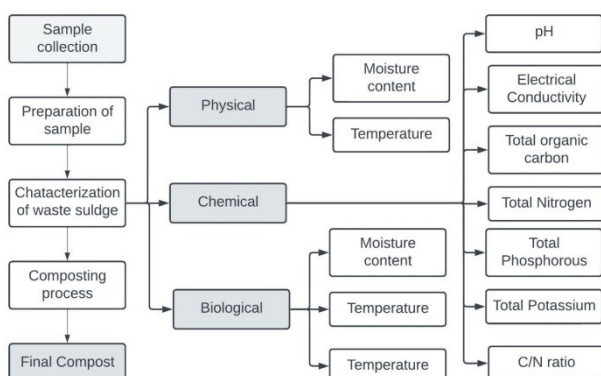 Sample
collection
Preparation of
sample
Chatacterization
of waste suldge
Composting
process
Final Compost
Physical
Chemical
Biological
Moisture
content
Temperature
Moisture
content
Temperature
Temperature
pH
Electrical
Conductivity
Total organic
carbon
Total Nitrogen
Total
Phosphorous
Total Potassium
C/N ratio